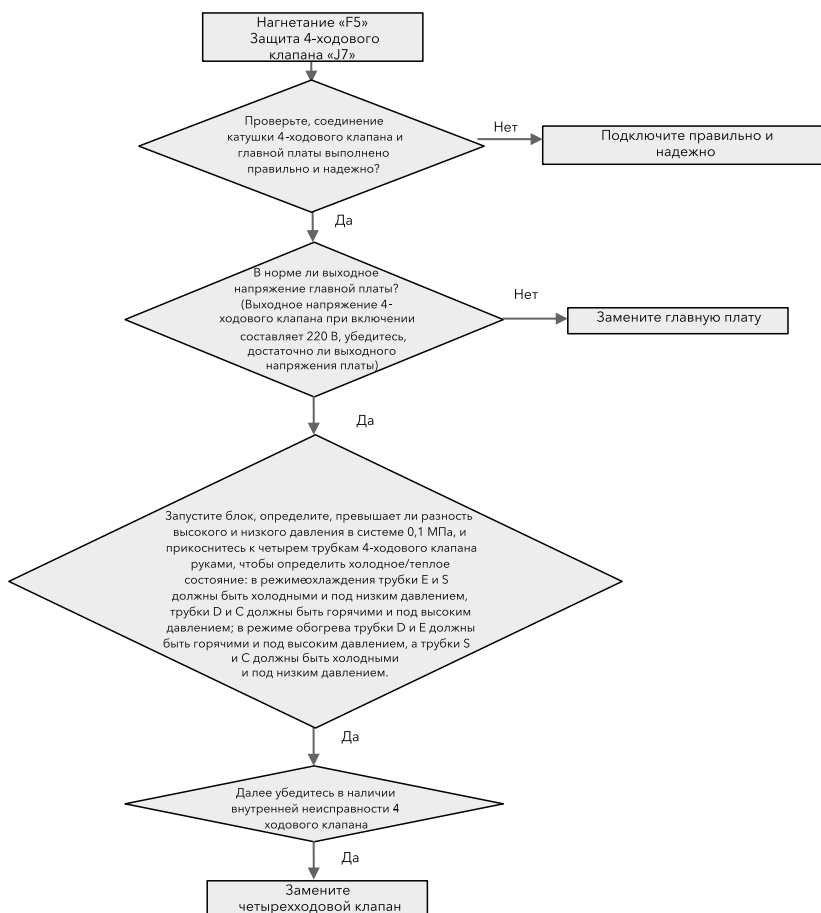 Нагнетание «F5»
Защита 4-ходового
клапана «J7»
Проверьте, соединение
катушки 4-ходового клапана и
главной платы выполнено
правильно и надежно?
Нет
Подключите правильно и
надежно
Да
В норме ли выходное
напряжение главной платы?
(Выходное напряжение 4-
ходового клапана при включении
составляет 220 В, убедитесь,
достаточно ли выходного
напряжения платы)
Нет
Замените главную плату
Да
Запустите блок, определите, превышает ли разность
высокого и низкого давления в системе 0,1 МПа, и
прикоснитесь к четырем трубкам 4-ходового клапана
руками, чтобы определить холодное/теплое
состояние: в режимеохлаждения трубки E и S
должны быть холодными и под низким давлением,
трубки D и C должны быть горячими и под высоким
давлением; в режиме обогрева трубки D и E должны
быть горячими и под высоким давлением, а трубки S
и C должны быть холодными
и под низким давлением.
Да
Далее убедитесь в наличии
внутренней неисправности 4
ходового клапана
Да
Замените
четырехходовой клапан